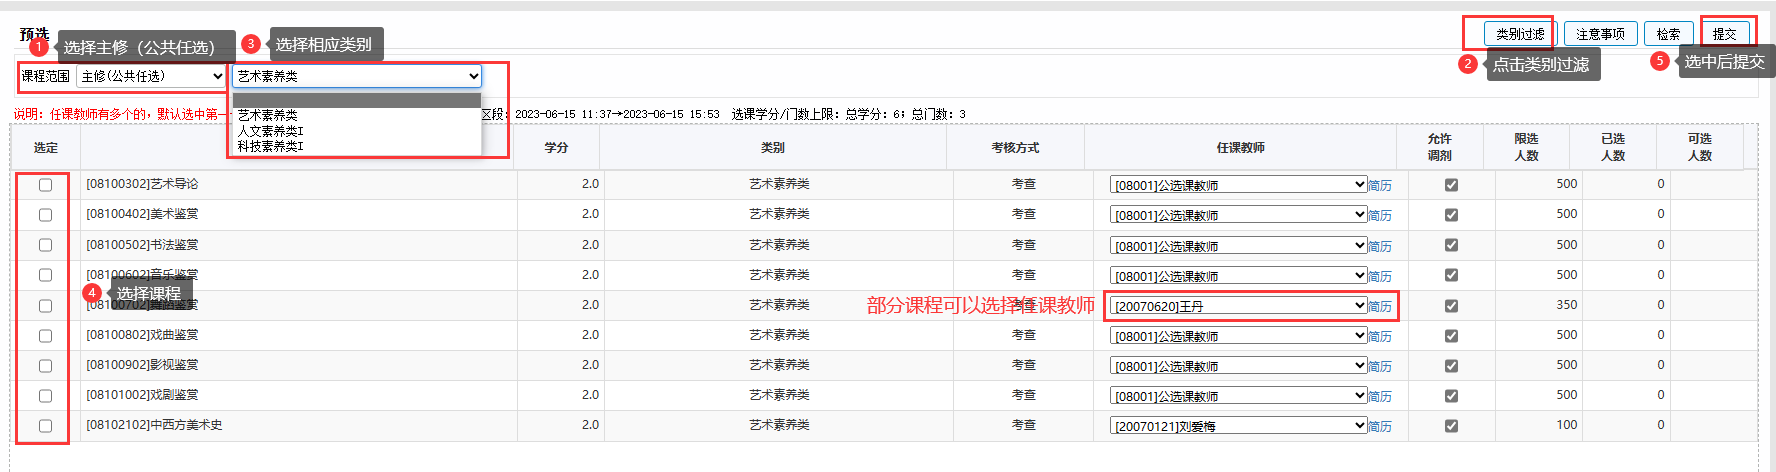 预选
1 选择主修（公共任选）
3 选择相应类别
类别过滤 注意事项 检索 提交
2 点击类别过滤
5 选中后提交
课程范围 主修(公共任选) 艺术素养类
艺术素养类
人文素养类I
科技素养类I
说明：任课教师有多个的，默认选中第一 区段：2023-06-15 11:37→2023-06-15 15:53 选课学分/门数上限：总学分：6；总门数：3
选定 学分 类别 考核方式 任课教师 允许调剂 限选人数 已选人数 可选人数
[08100302]艺术导论 2.0 艺术素养类 考查 [08001]公选课教师 简历 500 0
[08100402]美术鉴赏 2.0 艺术素养类 考查 [08001]公选课教师 简历 500 0
[08100502]书法鉴赏 2.0 艺术素养类 考查 [08001]公选课教师 简历 500 0
[08100602]音乐鉴赏 2.0 艺术素养类 考查 [08001]公选课教师 简历 500 0
4 选择课程
[08100702]舞蹈鉴赏 2.0 艺术素养类 考查 [20070620]王丹 简历 350 0
部分课程可以选择任课教师
[08100802]戏曲鉴赏 2.0 艺术素养类 考查 [08001]公选课教师 简历 500 0
[08100902]影视鉴赏 2.0 艺术素养类 考查 [08001]公选课教师 简历 500 0
[08101002]戏剧鉴赏 2.0 艺术素养类 考查 [08001]公选课教师 简历 500 0
[08102102]中西方美术史 2.0 艺术素养类 考查 [20070121]刘爱梅 简历 100 0